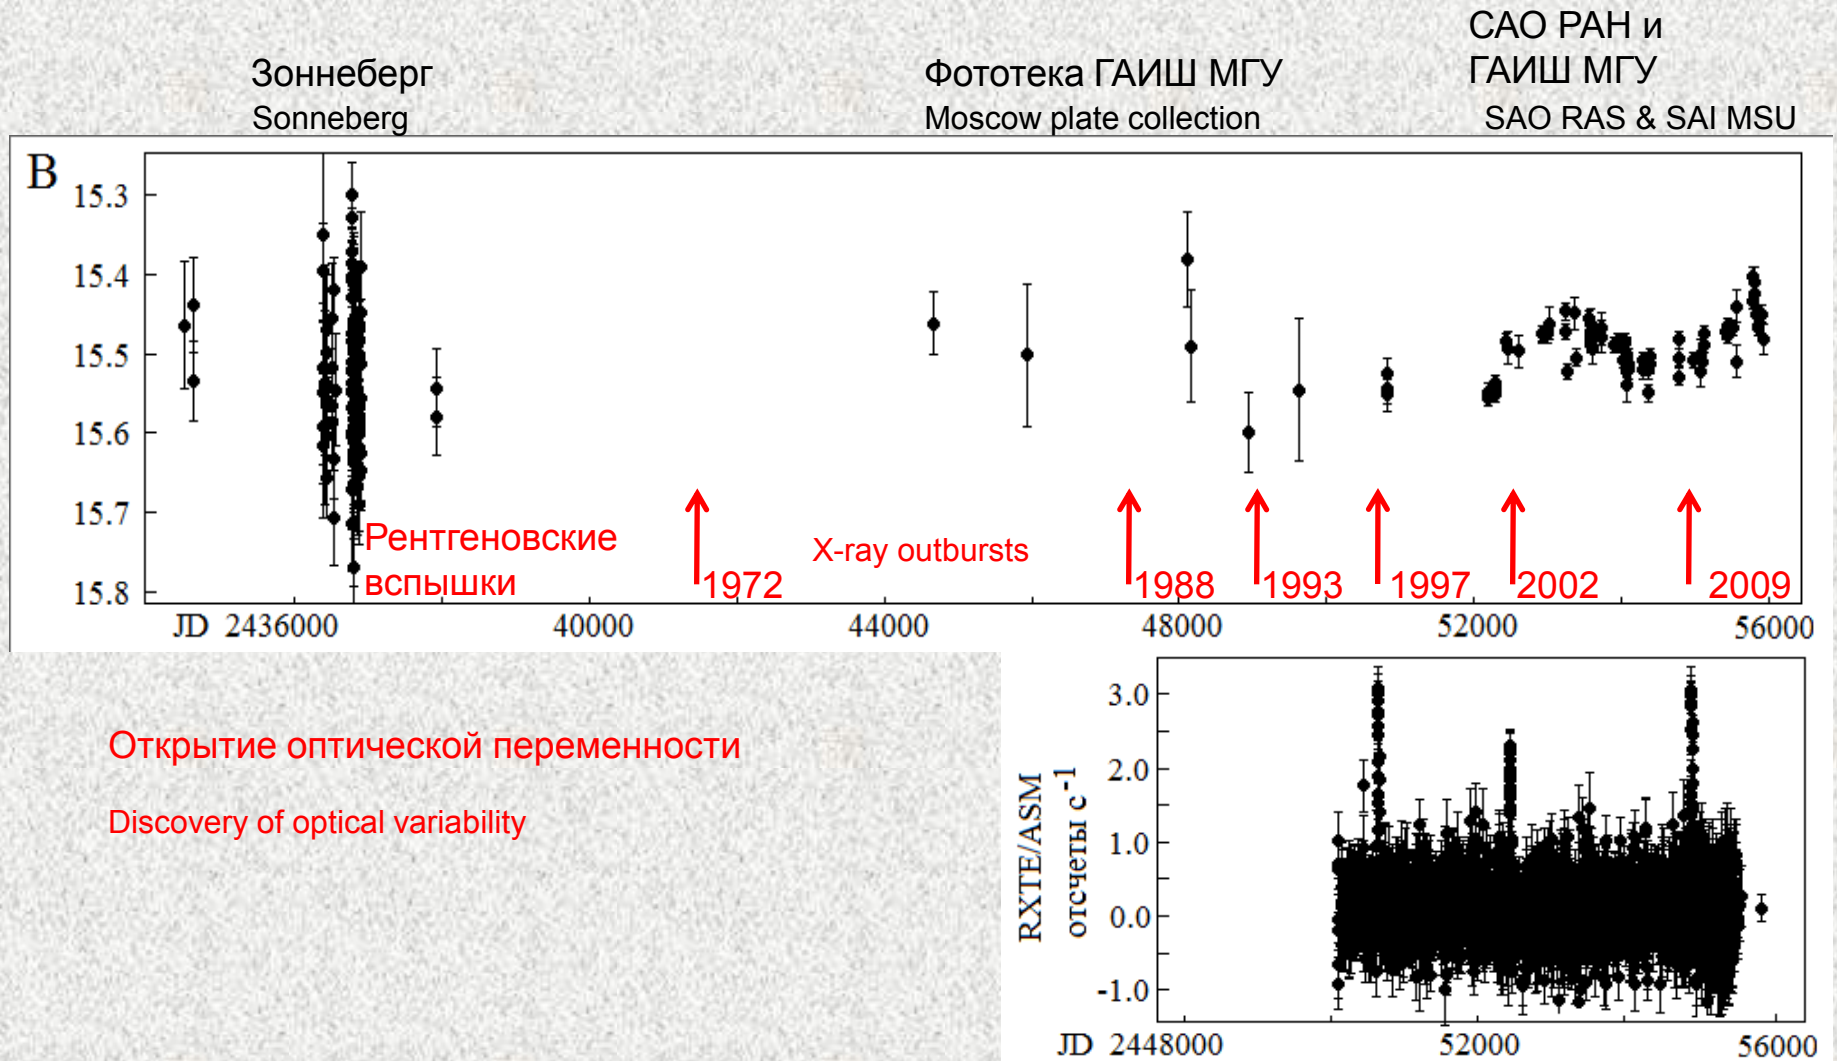 САО РАН и
Зоннеберг
Фототека ГАИШ МГУ
ГАИШ МГУ
Sonneberg
Moscow plate collection
SAO RAS & SAI MSU
B
15.3
15.4
15.5
15.6
15.7
15.8
Рентгеновские
вспышки
X-ray outbursts
1972
1988
1993
1997
2002
2009
JD 2436000
40000
44000
48000
52000
56000
Открытие оптической переменности
Discovery of optical variability
RXTE/ASM
отсчеты с-1
3.0
2.0
1.0
0.0
-1.0
JD 2448000
52000
56000